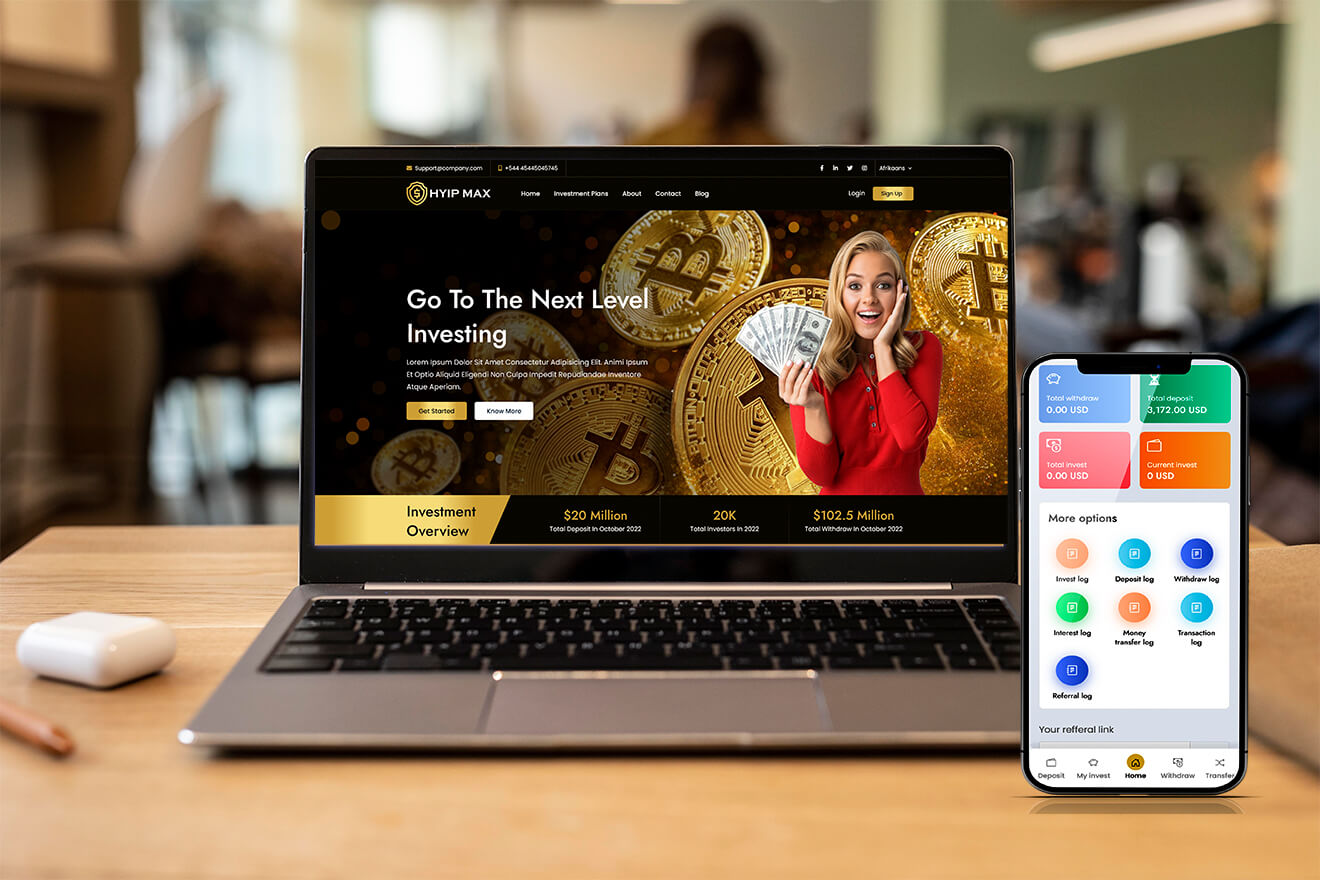 Support@company.com
+544 45445045745
Afrikaans
HYIP MAX
Home
Investment Plans
About
Contact
Blog
Login
Sign Up
Go To The Next Level
Investing
Lorem Ipsum Dolor Sit Amet Consectetur Adipisicing Elit. Animi Ipsum
Et Optio Aliquid Eligendi Non Culpa Impedit Repudiandae Inventore
Atque Aperiam.
Get Started
Know More
Investment
Overview
$20 Million
Total Deposit In October 2022
20K
Total Investors In 2022
$102.5 Million
Total Withdraw In October 2022
Total withdraw
0.00 USD
Total deposit
3,172.00 USD
Total invest
0.00 USD
Current invest
0 USD
More options
Invest log
Deposit log
Withdraw log
Interest log
Money
transfer log
Transaction
log
Referral log
Your refferal link
Deposit
My invest
Home
Withdraw
Transfer